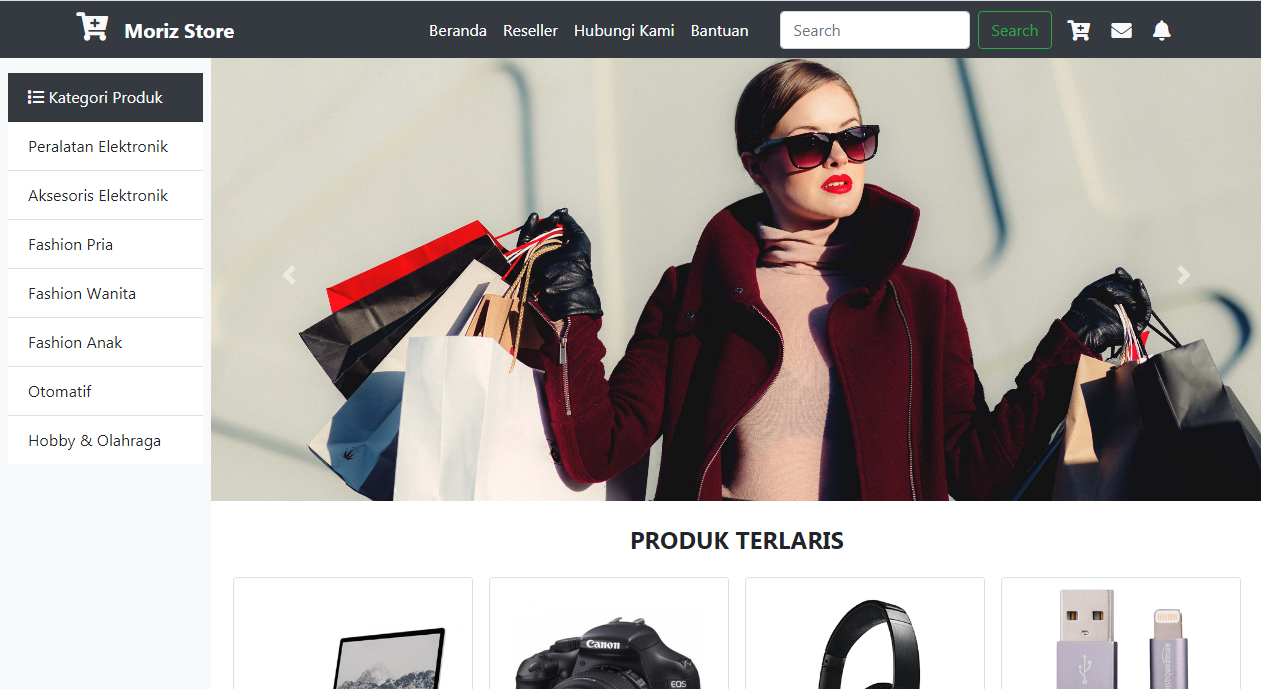 Moriz Store
Beranda Reseller Hubungi Kami Bantuan
Search
Search
Kategori Produk
Peralatan Elektronik
Aksesoris Elektronik
Fashion Pria
Fashion Wanita
Fashion Anak
Otomatif
Hobby & Olahraga
PRODUK TERLARIS
Canon
EOS
amazonbasics